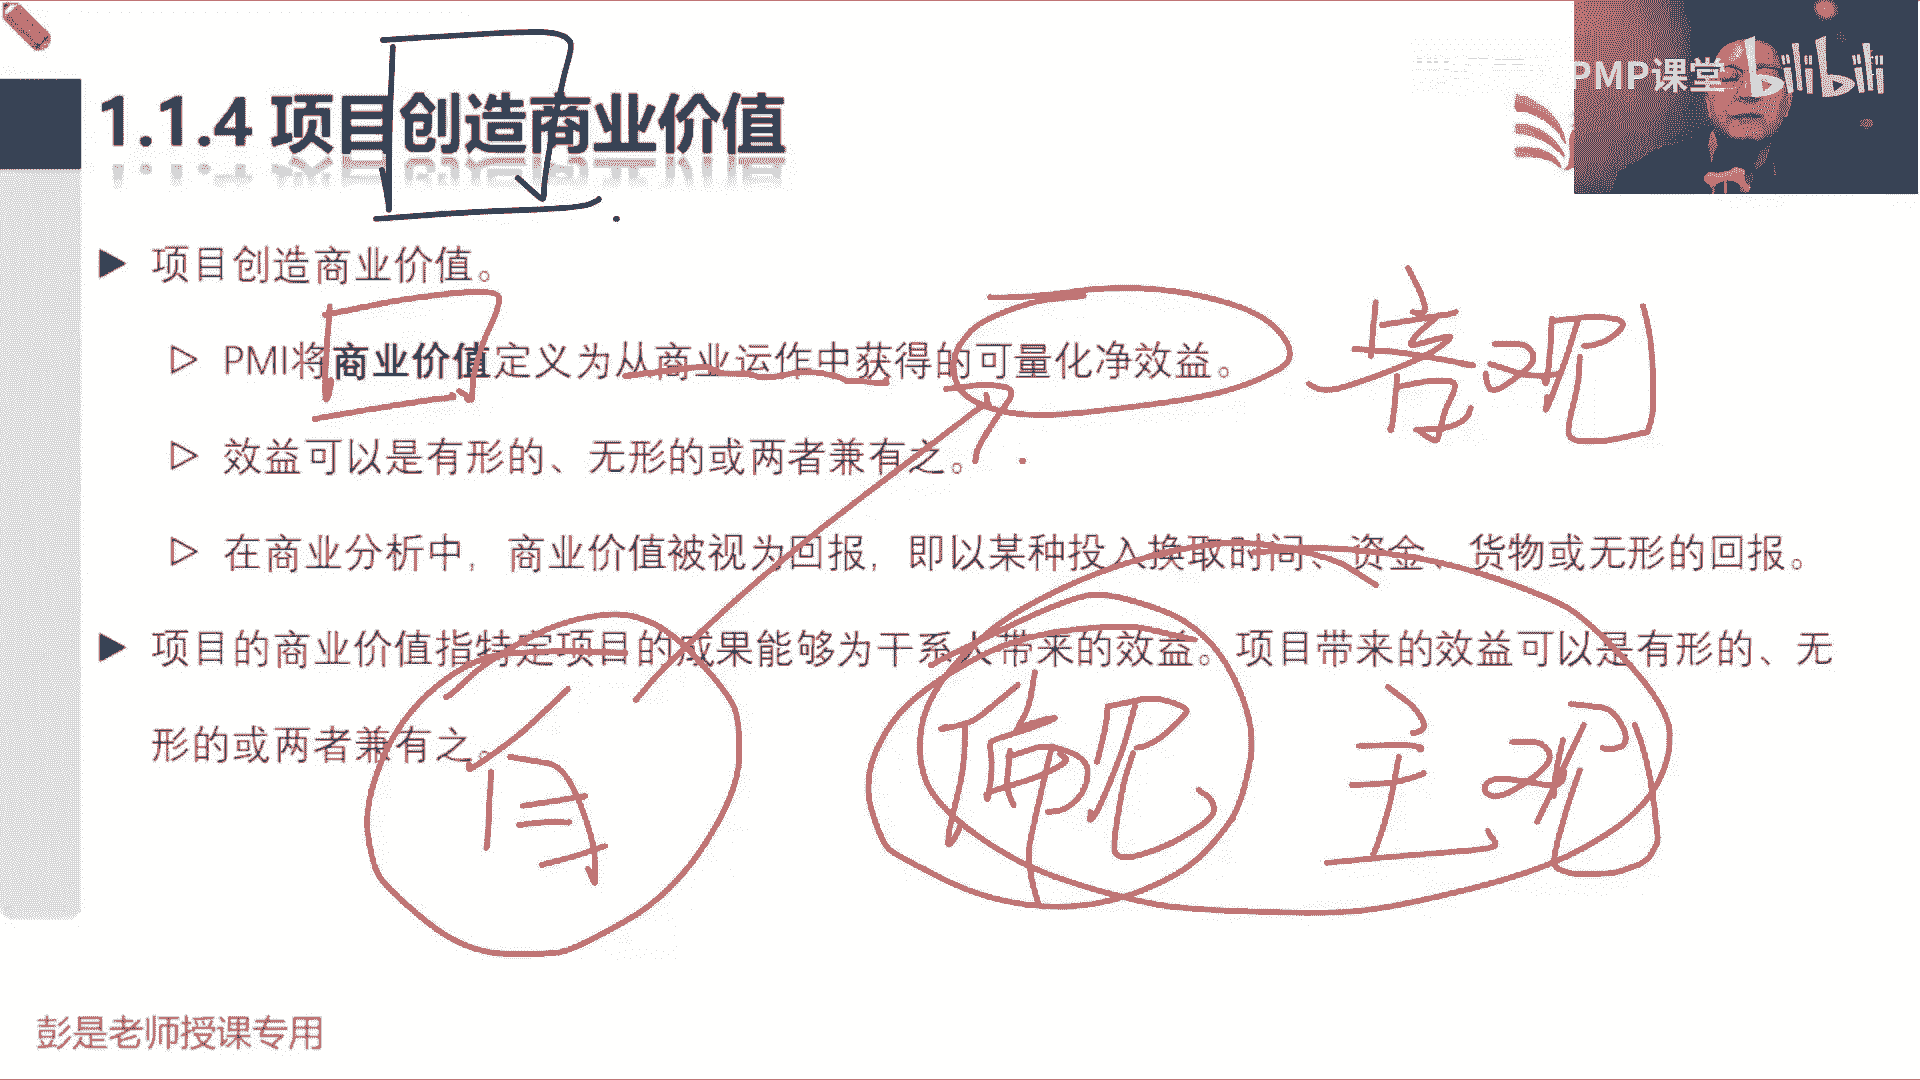 PMP课堂 bilibili
1.1.4 项目创造商业价值
项目创造商业价值。
PMI将商业价值定义为从商业运作中获得的可量化净效益。
客观
效益可以是有形的、无形的或两者兼有之。
在商业分析中，商业价值被视为回报，即以某种投入换取时间、资金、货物或无形的回报。
项目的商业价值指特定项目的成果能够为干系人带来的效益。项目带来的效益可以是有形的、无
形的或两者兼有之。
主观
彭是老师授课专用